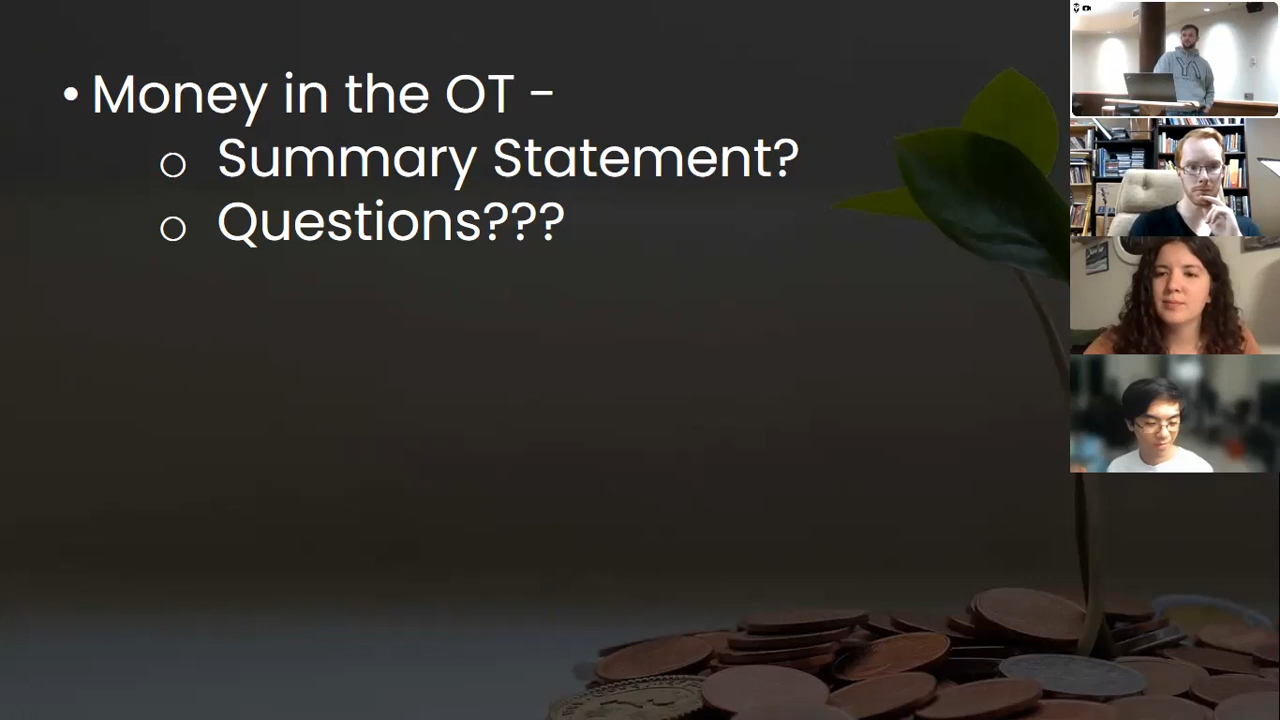 • Money in the OT -
○ Summary Statement?
○ Questions???